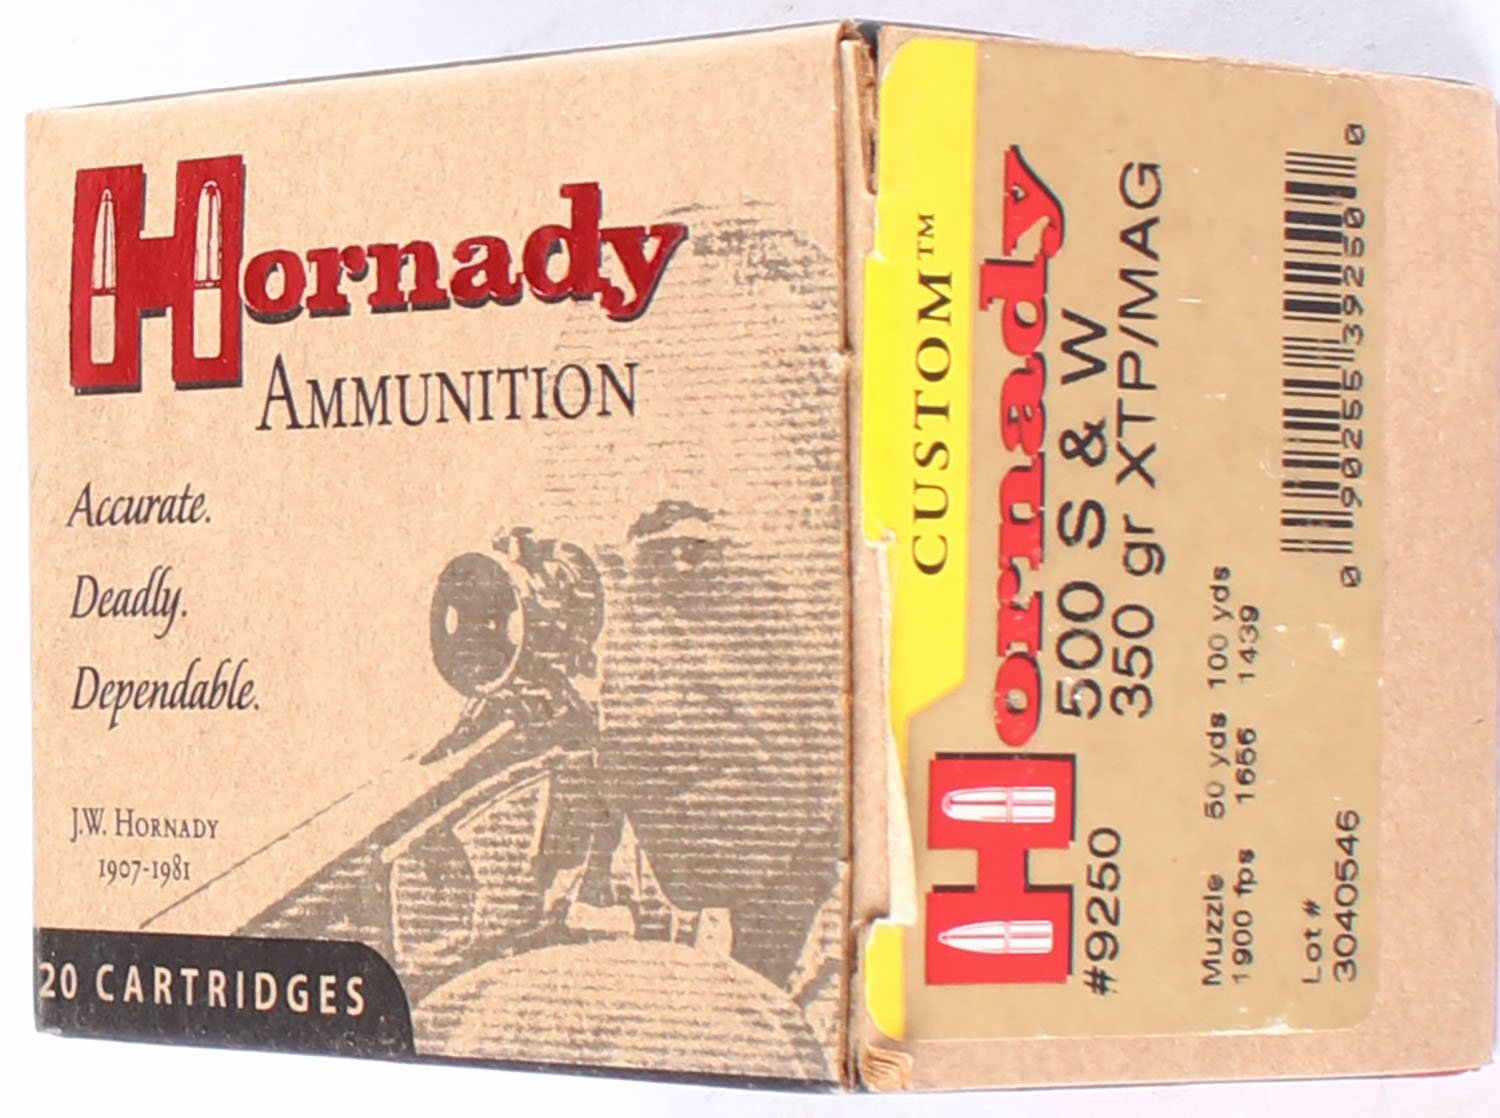 Hornady
AMMUNITION
Accurate.
Deadly.
Dependable.
J.W. HORNADY
1907-1981
20 CARTRIDGES
CUSTOM™
Hornady
500 S & W
#9250 350 gr XTP/MAG
Muzzle 50 yds 100 yds
1900 fps 1656 1439
Lot #
3040546
0 90255 39250 0